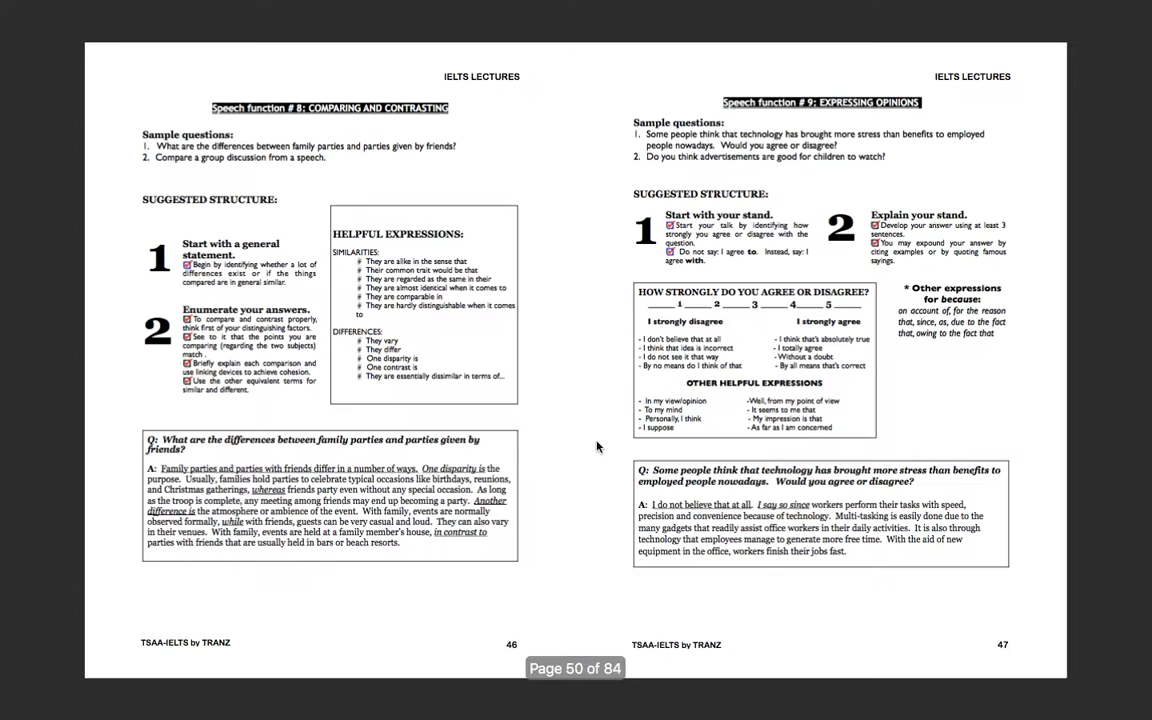 IELTS LECTURES
Speech function # 8: COMPARING AND CONTRASTING
Sample questions:
1. What are the differences between family parties and parties given by friends?
2. Compare a group discussion from a speech.
SUGGESTED STRUCTURE:
1
Start with a general
statement.
Begin by identifying whether a lot of
differences exist or if the things
compared are in general similar.
2
Enumerate your answers.
To compare and contrast properly,
think first of your distinguishing factors.
See to it that the points you are
comparing (regarding the two subjects)
match .
Briefly explain each comparison and
use linking devices to achieve cohesion.
Use the other equivalent terms for
similar and different.
HELPFUL EXPRESSIONS:
SIMILARITIES:
# They are alike in the sense that
# Their common trait would be that
# They are regarded as the same in their
# They are almost identical when it comes to
# They are comparable in
# They are hardly distinguishable when it comes
to
DIFFERENCES:
# They vary
# They differ
# One disparity is
# One contrast is
# They are essentially dissimilar in terms of...
Q: What are the differences between family parties and parties given by
friends?
A: Family parties and parties with friends differ in a number of ways. One disparity is the
purpose. Usually, families hold parties to celebrate typical occasions like birthdays, reunions,
and Christmas gatherings, whereas friends party even without any special occasion. As long
as the troop is complete, any meeting among friends may end up becoming a party. Another
difference is the atmosphere or ambience of the event. With family, events are normally
observed formally, while with friends, guests can be very casual and loud. They can also vary
in their venues. With family, events are held at a family member's house, in contrast to
parties with friends that are usually held in bars or beach resorts.
TSAA-IELTS by TRANZ
46
IELTS LECTURES
Speech function # 9: EXPRESSING OPINIONS
Sample questions:
1. Some people think that technology has brought more stress than benefits to employed
people nowadays. Would you agree or disagree?
2. Do you think advertisements are good for children to watch?
SUGGESTED STRUCTURE:
1
Start with your stand.
Start your talk by identifying how
strongly you agree or disagree with the
question.
Do not say: I agree to. Instead, say: I
agree with.
2
Explain your stand.
Develop your answer using at least 3
sentences.
You may expound your answer by
citing examples or by quoting famous
sayings.
HOW STRONGLY DO YOU AGREE OR DISAGREE?
_____ 1 _____ 2 _____ 3 _____ 4 _____ 5 _____
I strongly disagree
I strongly agree
- I don't believe that at all
- I think that idea is incorrect
- I do not see it that way
- By no means do I think of that
- I think that's absolutely true
- I totally agree
- Without a doubt
- By all means that's correct
OTHER HELPFUL EXPRESSIONS
- In my view/opinion
- To my mind
- Personally, I think
- I suppose
-Well, from my point of view
- It seems to me that
- My impression is that
- As far as I am concerned
* Other expressions
for because:
on account of, for the reason
that, since, as, due to the fact
that, owing to the fact that
Q: Some people think that technology has brought more stress than benefits to
employed people nowadays. Would you agree or disagree?
A: I do not believe that at all. I say so since workers perform their tasks with speed,
precision and convenience because of technology. Multi-tasking is easily done due to the
many gadgets that readily assist office workers in their daily activities. It is also through
technology that employees manage to generate more free time. With the aid of new
equipment in the office, workers finish their jobs fast.
TSAA-IELTS by TRANZ
47
Page 50 of 84